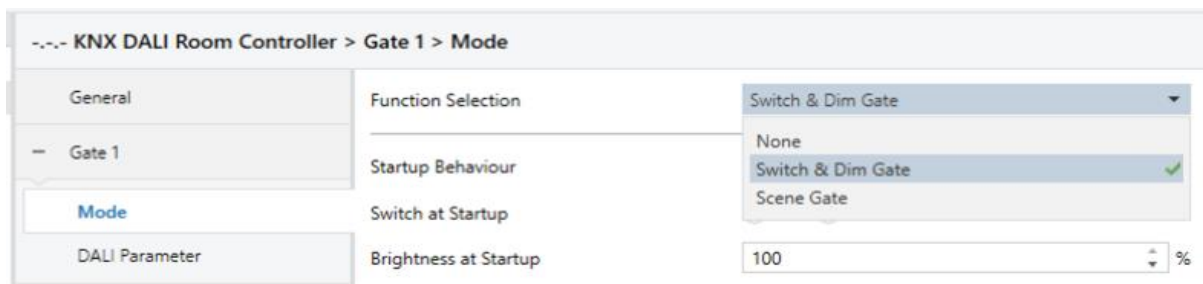 -.-.- KNX DALI Room Controller > Gate 1 > Mode
General
Function Selection
Switch & Dim Gate
None
Switch & Dim Gate
Scene Gate
Gate 1
Startup Behaviour
Mode
Switch at Startup
DALI Parameter
Brightness at Startup
100 %